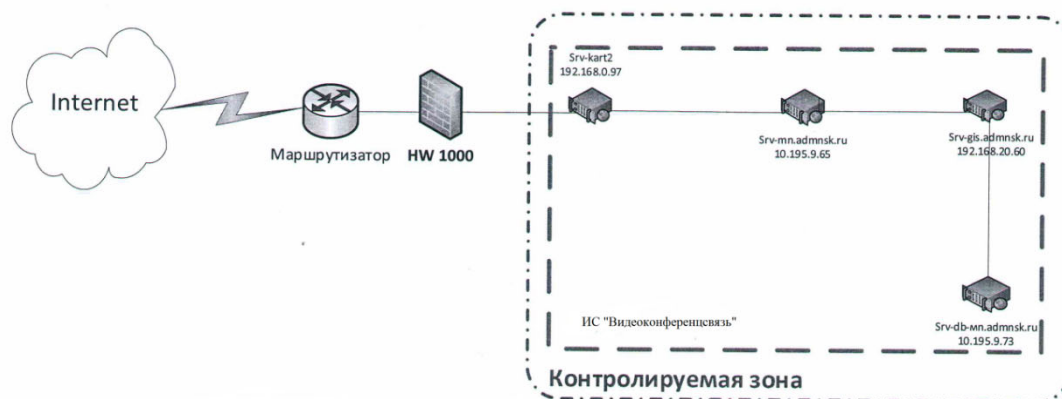 Srv-kart2
192.168.0.97
Internet
Маршрутизатор
HW 1000
Srv-mn.admnsk.ru
10.195.9.65
Srv-gis.admnsk.ru
192.168.20.60
Srv-db-мп.admnsk.ru
10.195.9.73
ИС "Видеоконференцсвязь"
Контролируемая зона